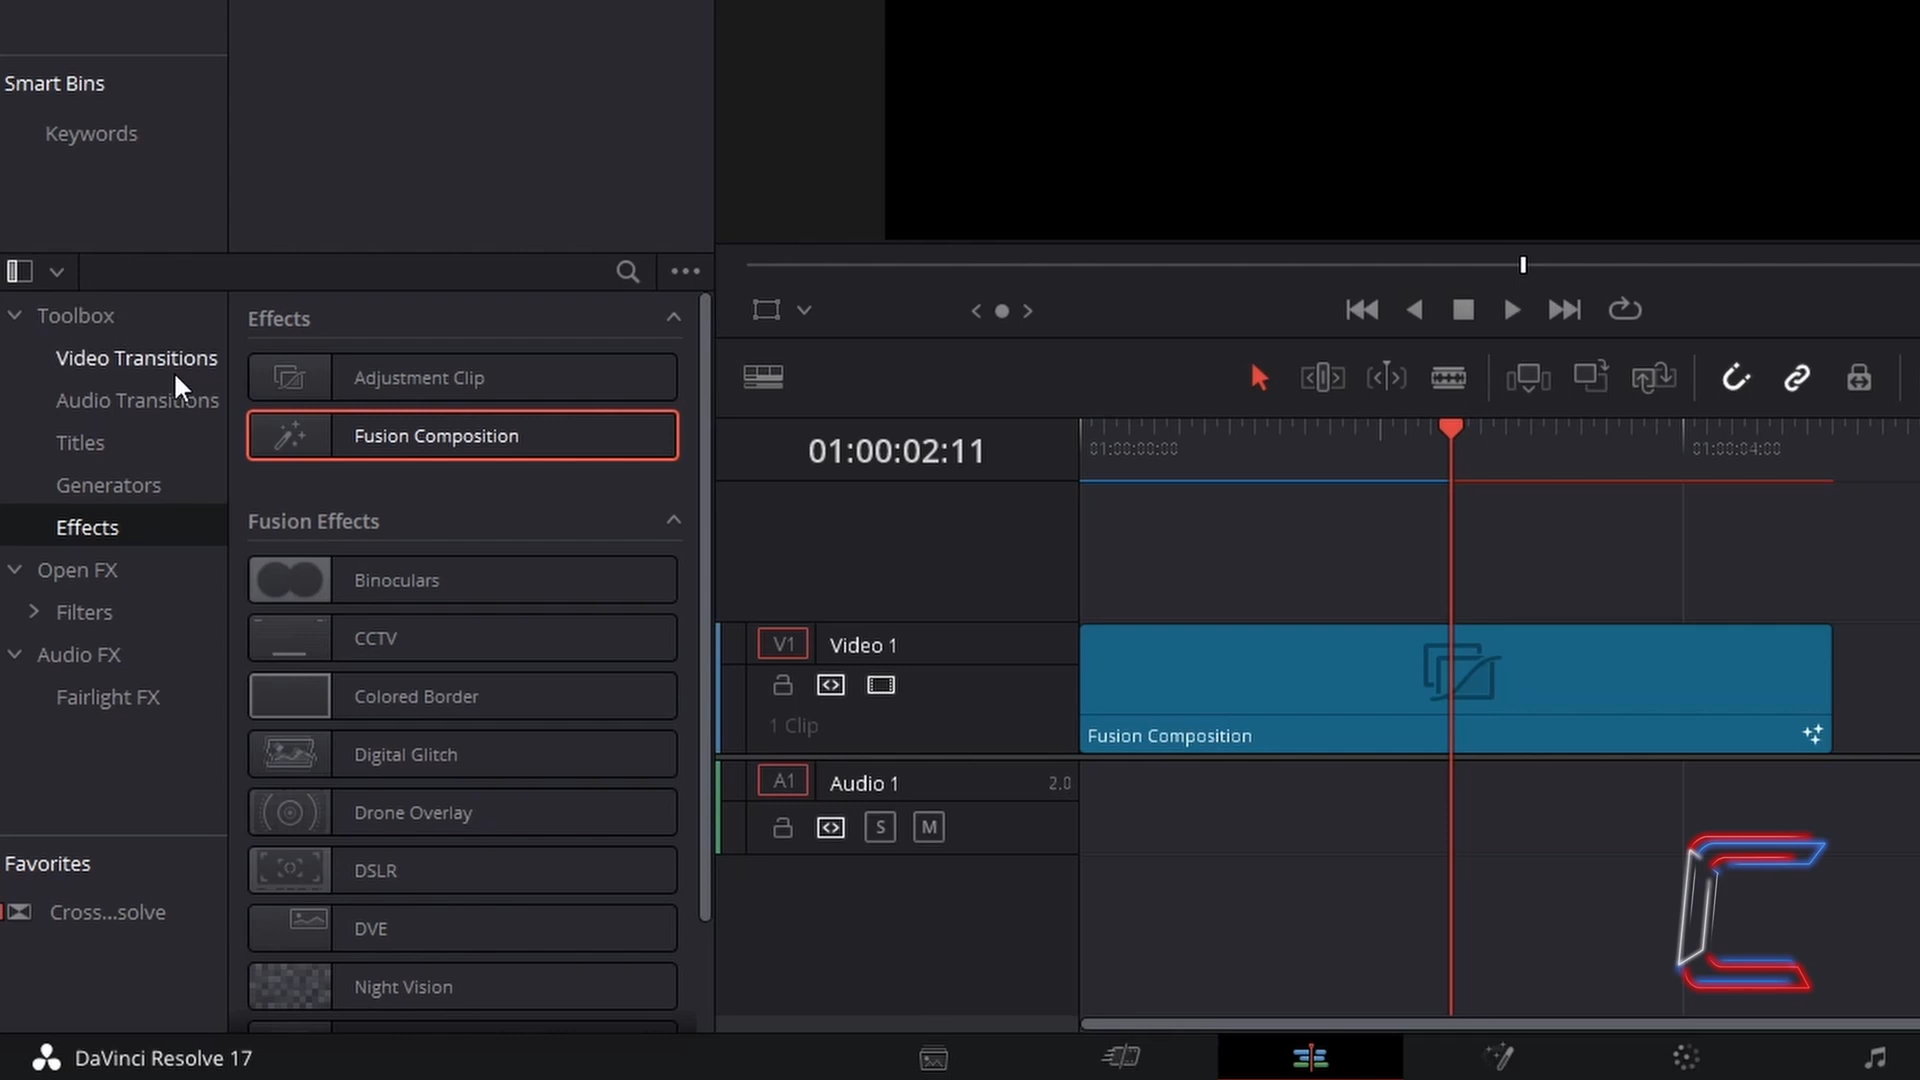 Smart Bins
Keywords
Toolbox
Video Transitions
Audio Transitions
Titles
Generators
Effects
Open FX
Filters
Audio FX
Fairlight FX
Favorites
Cross...solve
Effects
Adjustment Clip
Fusion Composition
Fusion Effects
Binoculars
CCTV
Colored Border
Digital Glitch
Drone Overlay
DSLR
DVE
Night Vision
01:00:02:11
01:00:00:00
01:00:04:00
V1 Video 1
1 Clip
Fusion Composition
A1 Audio 1 2.0
S M
DaVinci Resolve 17